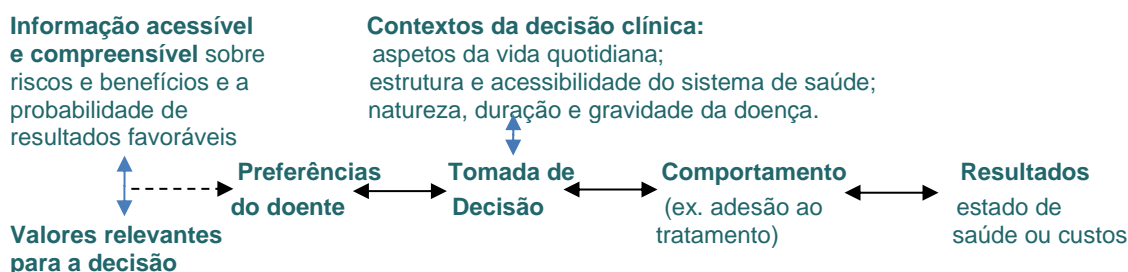 Informação acessível
e compreensível sobre
riscos e benefícios e a
probabilidade de
resultados favoráveis
Contextos da decisão clínica:
aspetos da vida quotidiana;
estrutura e acessibilidade do sistema de saúde;
natureza, duração e gravidade da doença.
Preferências
do doente
Tomada de
Decisão
Comportamento
(ex. adesão ao
tratamento)
Resultados
estado de
saúde ou custos
Valores relevantes
para a decisão